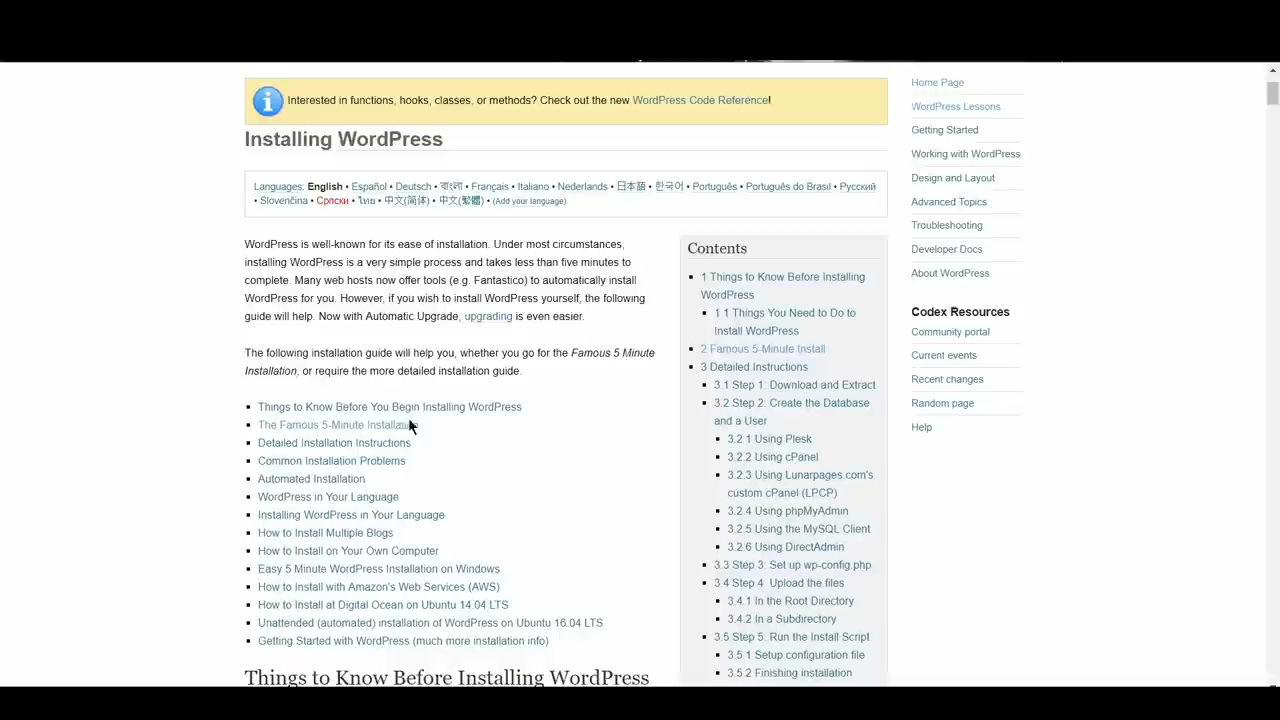 Interested in functions, hooks, classes, or methods? Check out the new WordPress Code Reference!
Installing WordPress
Languages: English • Español • Deutsch • বাংলা • Français • Italiano • Nederlands • 日本語 • 한국어 • Português • Português do Brasil • Русский
• Slovenčina • Српски • ไทย • 中文(简体) • 中文(繁體) • (Add your language)
WordPress is well-known for its ease of installation. Under most circumstances,
installing WordPress is a very simple process and takes less than five minutes to
complete. Many web hosts now offer tools (e.g. Fantastico) to automatically install
WordPress for you. However, if you wish to install WordPress yourself, the following
guide will help. Now with Automatic Upgrade, upgrading is even easier.
The following installation guide will help you, whether you go for the Famous 5 Minute
Installation, or require the more detailed installation guide.
Things to Know Before You Begin Installing WordPress
The Famous 5-Minute Installation
Detailed Installation Instructions
Common Installation Problems
Automated Installation
WordPress in Your Language
Installing WordPress in Your Language
How to Install Multiple Blogs
How to Install on Your Own Computer
Easy 5 Minute WordPress Installation on Windows
How to Install with Amazon's Web Services (AWS)
How to Install at Digital Ocean on Ubuntu 14.04 LTS
Unattended (automated) installation of WordPress on Ubuntu 16.04 LTS
Getting Started with WordPress (much more installation info)
Things to Know Before Installing WordPress
Contents
1 Things to Know Before Installing
WordPress
1.1 Things You Need to Do to
Install WordPress
2 Famous 5-Minute Install
3 Detailed Instructions
3.1 Step 1: Download and Extract
3.2 Step 2: Create the Database
and a User
3.2.1 Using Plesk
3.2.2 Using cPanel
3.2.3 Using Lunarpages.com's
custom cPanel (LPCP)
3.2.4 Using phpMyAdmin
3.2.5 Using the MySQL Client
3.2.6 Using DirectAdmin
3.3 Step 3: Set up wp-config.php
3.4 Step 4: Upload the files
3.4.1 In the Root Directory
3.4.2 In a Subdirectory
3.5 Step 5: Run the Install Script
3.5.1 Setup configuration file
3.5.2 Finishing installation
Home Page
WordPress Lessons
Getting Started
Working with WordPress
Design and Layout
Advanced Topics
Troubleshooting
Developer Docs
About WordPress
Codex Resources
Community portal
Current events
Recent changes
Random page
Help